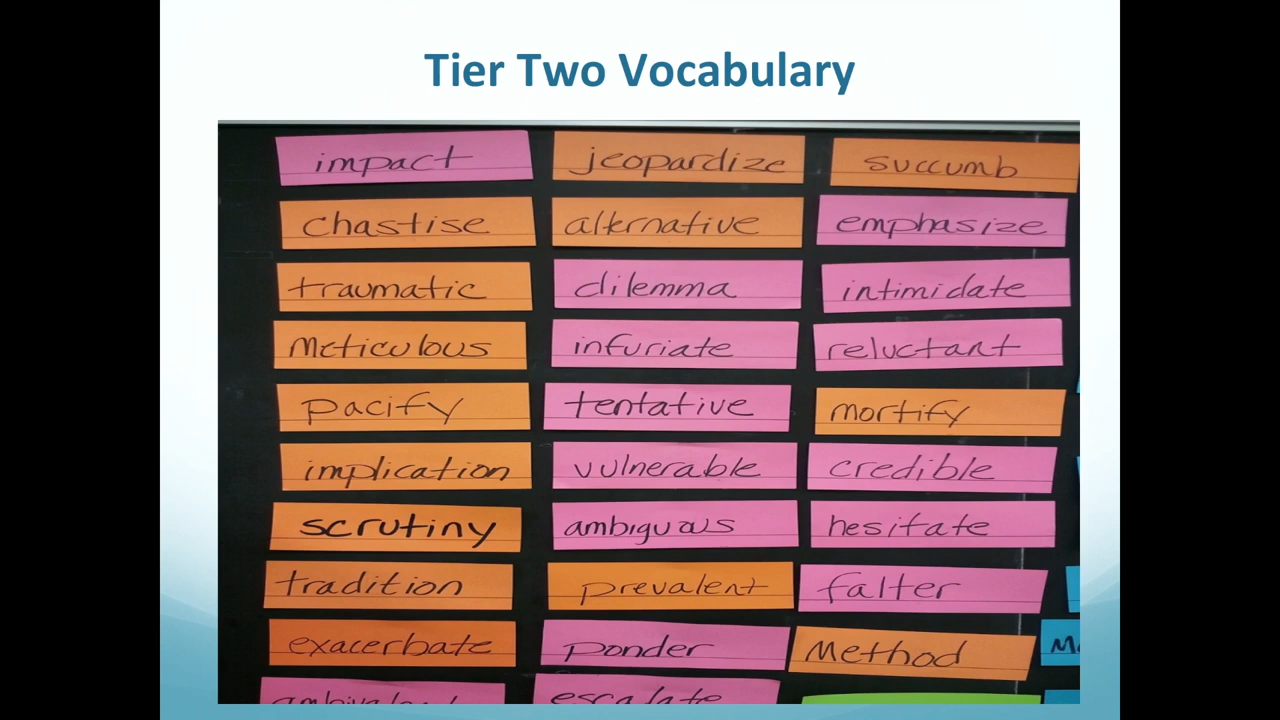 Tier Two Vocabulary
impact jeopardize succumb
chastise alternative emphasize
traumatic dilemma intimidate
Meticulous infuriate reluctant
pacify tentative mortify
implication vulnerable credible
scrutiny ambiguous hesitate
tradition prevalent falter
exacerbate ponder Method
escalate